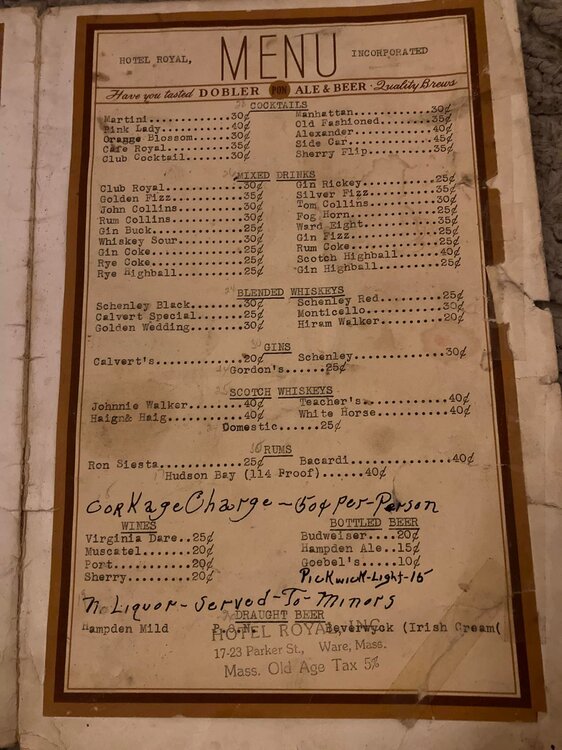 HOTEL ROYAL, MENU INCORPORATED
Have you tasted DOBLER PON ALE & BEER · Quality Brews
COCKTAILS
Martini..............30¢
Pink Lady............40¢
Orange Blossom.......30¢
Cafe Royal...........35¢
Club Cocktail........30¢
Manhattan............30¢
Old Fashioned........35¢
Alexander............40¢
Side Car.............45¢
Sherry Flip..........35¢
MIXED DRINKS
Club Royal...........30¢
Golden Fizz..........35¢
John Collins.........30¢
Rum Collins..........30¢
Gin Buck.............25¢
Whiskey Sour.........30¢
Gin Coke.............25¢
Rye Coke.............25¢
Rye Highball.........25¢
Gin Rickey...........25¢
Silver Fizz..........35¢
Tom Collins..........30¢
Fog Horn.............25¢
Ward Eight...........35¢
Gin Fizz.............25¢
Rum Coke.............25¢
Scotch Highball......40¢
Gin Highball.........25¢
BLENDED WHISKEYS
Schenley Black.......30¢
Calvert Special......25¢
Golden Wedding.......30¢
Schenley Red.........25¢
Monticello...........30¢
Hiram Walker.........20¢
GINS
Calvert's............20¢
Schenley.............30¢
Gordon's.....25¢
SCOTCH WHISKEYS
Johnnie Walker.......40¢
Haign& Haig..........40¢
Teacher's............40¢
White Horse..........40¢
Domestic.....25¢
RUMS
Ron Siesta...........25¢
Bacardi..............40¢
Hudson Bay (114 Proof).....40¢
Corkage Charge - 50¢ Per-Person
WINES
Virginia Dare..25¢
Muscatel.......20¢
Port...........20¢
Sherry.........20¢
BOTTLED BEER
Budweiser....20¢
Hampden Ale..15¢
Goebel's.....10¢
Pickwick-Light-15
No Liquor-Served-To-Minors
DRAUGHT BEER
Hampden Mild P.O.N. Beverwyck (Irish Cream(
HOTEL ROYAL, INC.
17-23 Parker St., Ware, Mass.
Mass. Old Age Tax 5%